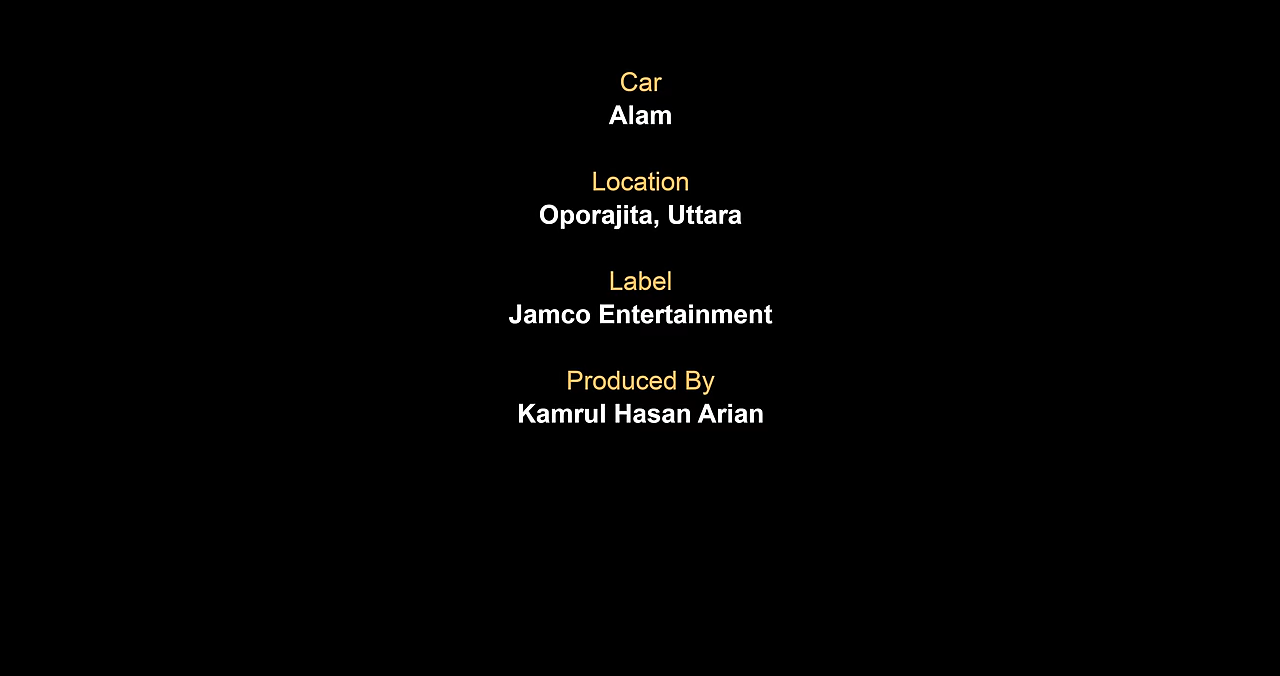 Car
Alam
Location
Oporajita, Uttara
Label
Jamco Entertainment
Produced By
Kamrul Hasan Arian